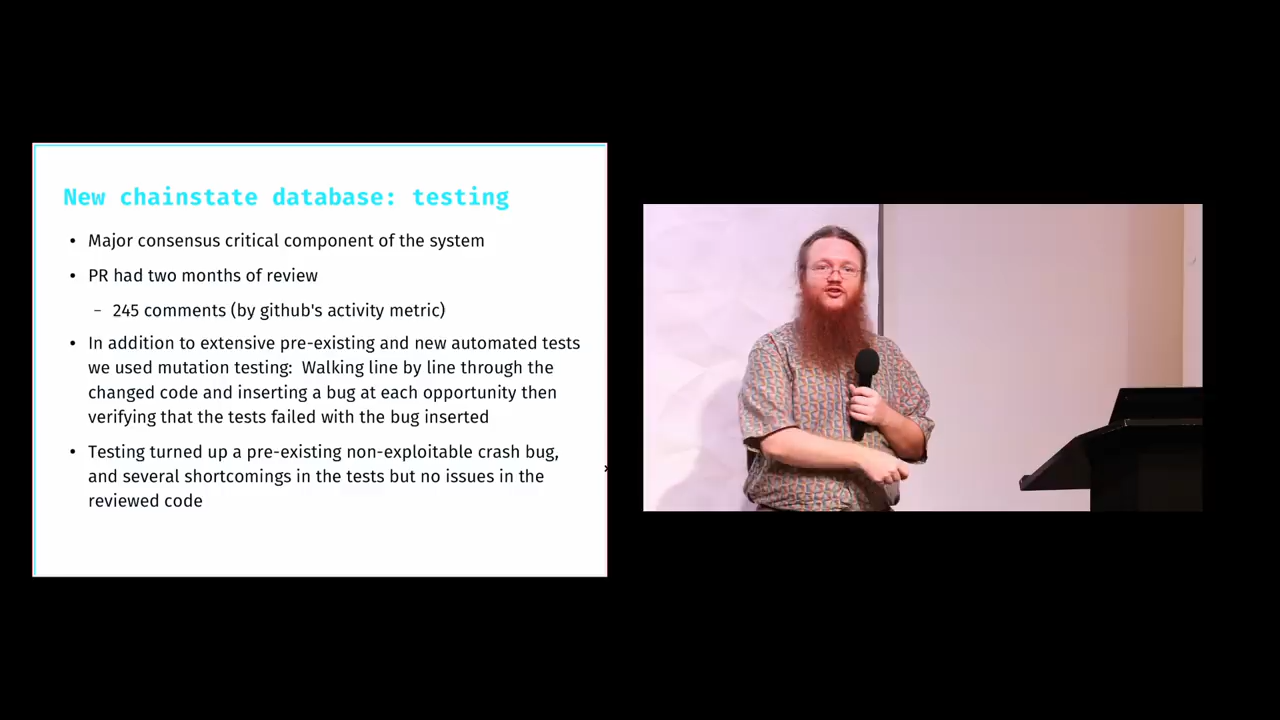 New chainstate database: testing
• Major consensus critical component of the system
• PR had two months of review
– 245 comments (by github's activity metric)
• In addition to extensive pre-existing and new automated tests
we used mutation testing: Walking line by line through the
changed code and inserting a bug at each opportunity then
verifying that the tests failed with the bug inserted
• Testing turned up a pre-existing non-exploitable crash bug,
and several shortcomings in the tests but no issues in the
reviewed code